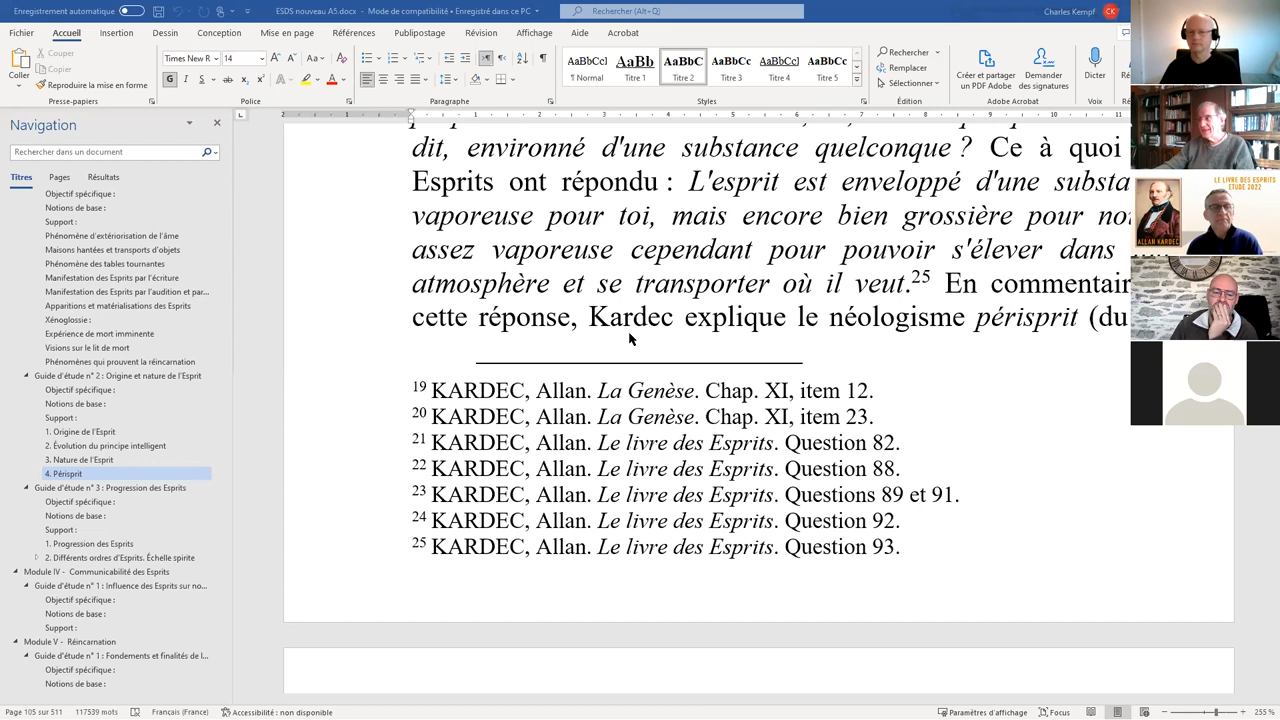 Enregistrement automatique
ESDS nouveau A5.docx - Mode de compatibilité • Enregistré dans ce PC
Rechercher (Alt+Q)
Charles Kempf
CK
Fichier
Accueil
Insertion
Dessin
Conception
Mise en page
Références
Publipostage
Révision
Affichage
Aide
Acrobat
Coller
Couper
Copier
Reproduire la mise en forme
Presse-papiers
Times New R
14
Police
Paragraphe
AaBbCcI
¶ Normal
AaBb
Titre 1
AaBbC
Titre 2
AaBbCc
Titre 3
AaBbCcI
Titre 4
AaBbCc
Titre 5
Styles
Rechercher
Remplacer
Sélectionner
Édition
Créer et partager
un PDF Adobe
Demander
des signatures
Adobe Acrobat
Dicter
Voix
Navigation
Rechercher dans un document
Titres
Pages
Résultats
Objectif spécifique :
Notions de base :
Support :
Phénomène d'extériorisation de l'âme
Maisons hantées et transports d'objets
Phénomène des tables tournantes
Manifestation des Esprits par l'écriture
Manifestation des Esprits par l'audition et par...
Apparitions et matérialisations des Esprits
Xénoglossie :
Expérience de mort imminente
Visions sur le lit de mort
Phénomènes qui prouvent la réincarnation
Guide d'étude n° 2 : Origine et nature de l'Esprit
Objectif spécifique :
Notions de base :
Support :
1. Origine de l'Esprit
2. Évolution du principe intelligent
3. Nature de l'Esprit
4. Périsprit
Guide d'étude n° 3 : Progression des Esprits
Objectif spécifique :
Notions de base :
Support :
1. Progression des Esprits
2. Différents ordres d'Esprits. Échelle spirite
Module IV - Communicabilité des Esprits
Guide d'étude n° 1 : Influence des Esprits sur no...
Objectif spécifique :
Notions de base :
Support :
Module V - Réincarnation
Guide d'étude n° 1 : Fondements et finalités de l...
Objectif spécifique :
Notions de base :
dit, environné d'une substance quelconque ? Ce à quoi
Esprits ont répondu : L'esprit est enveloppé d'une substa
vaporeuse pour toi, mais encore bien grossière pour no
assez vaporeuse cependant pour pouvoir s'élever dans
atmosphère et se transporter où il veut.25 En commentair
cette réponse, Kardec explique le néologisme périsprit (du
19 KARDEC, Allan. La Genèse. Chap. XI, item 12.
20 KARDEC, Allan. La Genèse. Chap. XI, item 23.
21 KARDEC, Allan. Le livre des Esprits. Question 82.
22 KARDEC, Allan. Le livre des Esprits. Question 88.
23 KARDEC, Allan. Le livre des Esprits. Questions 89 et 91.
24 KARDEC, Allan. Le livre des Esprits. Question 92.
25 KARDEC, Allan. Le livre des Esprits. Question 93.
LE LIVRE DES ESPRITS
ETUDE 2022
ALLAN KARDEC
Page 105 sur 511
117539 mots
Français (France)
Accessibilité : non disponible
Paramètres d'affichage
Focus
255 %